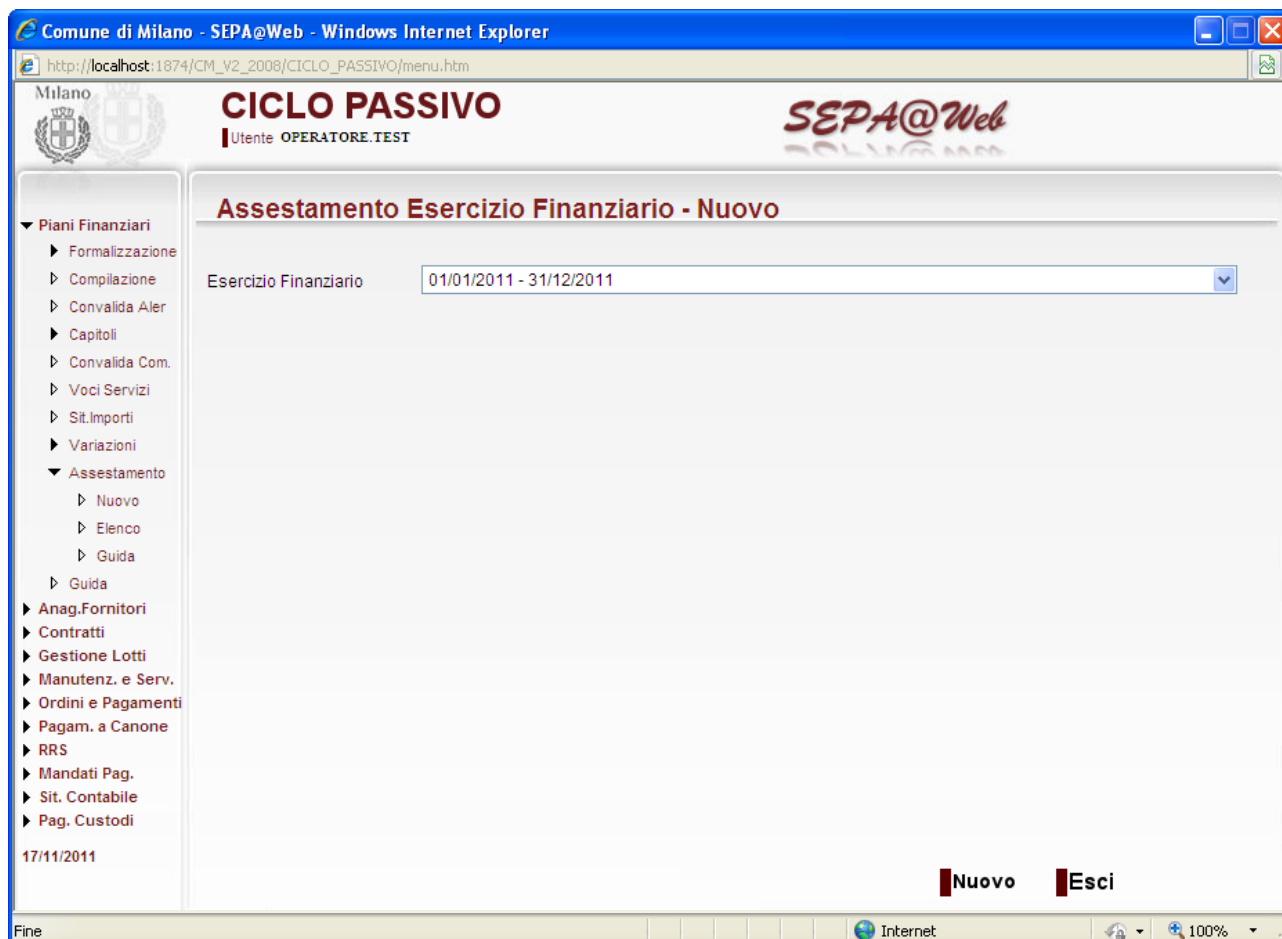 Comune di Milano - SEPA@Web - Windows Internet Explorer
http://localhost:1874/CM_V2_2008/CICLO_PASSIVO/menu.htm
Milano
CICLO PASSIVO
Utente OPERATORE.TEST
SEPA@Web
Assestamento Esercizio Finanziario - Nuovo
Piani Finanziari
Formalizzazione
Compilazione
Convalida Aler
Capitoli
Convalida Com.
Voci Servizi
Sit.Importi
Variazioni
Assestamento
Nuovo
Elenco
Guida
Guida
Anag.Fornitori
Contratti
Gestione Lotti
Manutenz. e Serv.
Ordini e Pagamenti
Pagam. a Canone
RRS
Mandati Pag.
Sit. Contabile
Pag. Custodi
17/11/2011
Esercizio Finanziario 01/01/2011 - 31/12/2011
Nuovo Esci
Fine Internet 100%